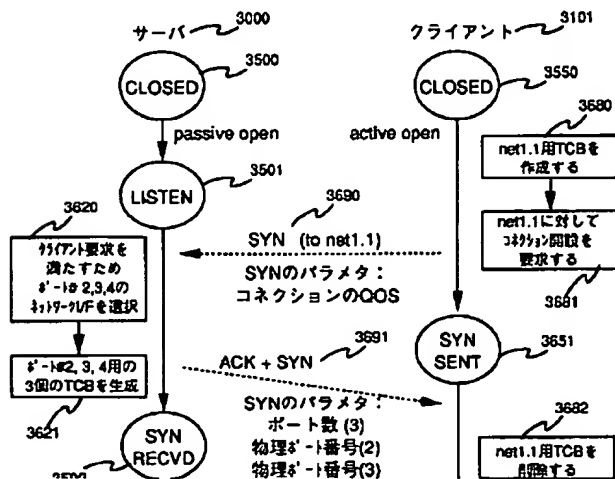 サーバ 3000
クライアント 3101
CLOSED 3500
CLOSED 3550
passive open
active open
LISTEN 3501
3680
net1.1用TCBを
作成する
3620
クライアント要求を
満たすため
ポート# 2,3,4の
ネットワークI/Fを選択
3690
SYN (to net1.1)
SYNのパラメタ：
コネクションのQOS
net1.1に対して
コネクション開設を
要求する
3681
ポート#2, 3, 4用の
3個のTCBを生成
3621
ACK + SYN 3691
SYNのパラメタ：
ポート数(3)
物理ポート番号(2)
物理ポート番号(3)
SYN
SENT
3651
SYN
RECVD
3682
net1.1用TCBを
削除する